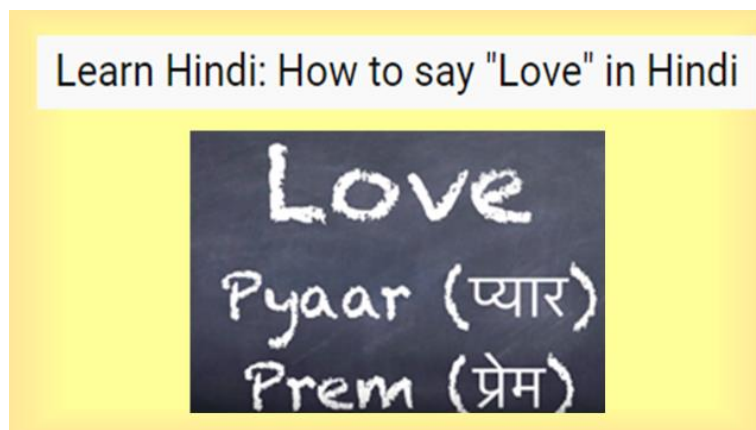 Learn Hindi: How to say "Love" in Hindi
Love
Pyaar (प्यार)
Prem (प्रेम)